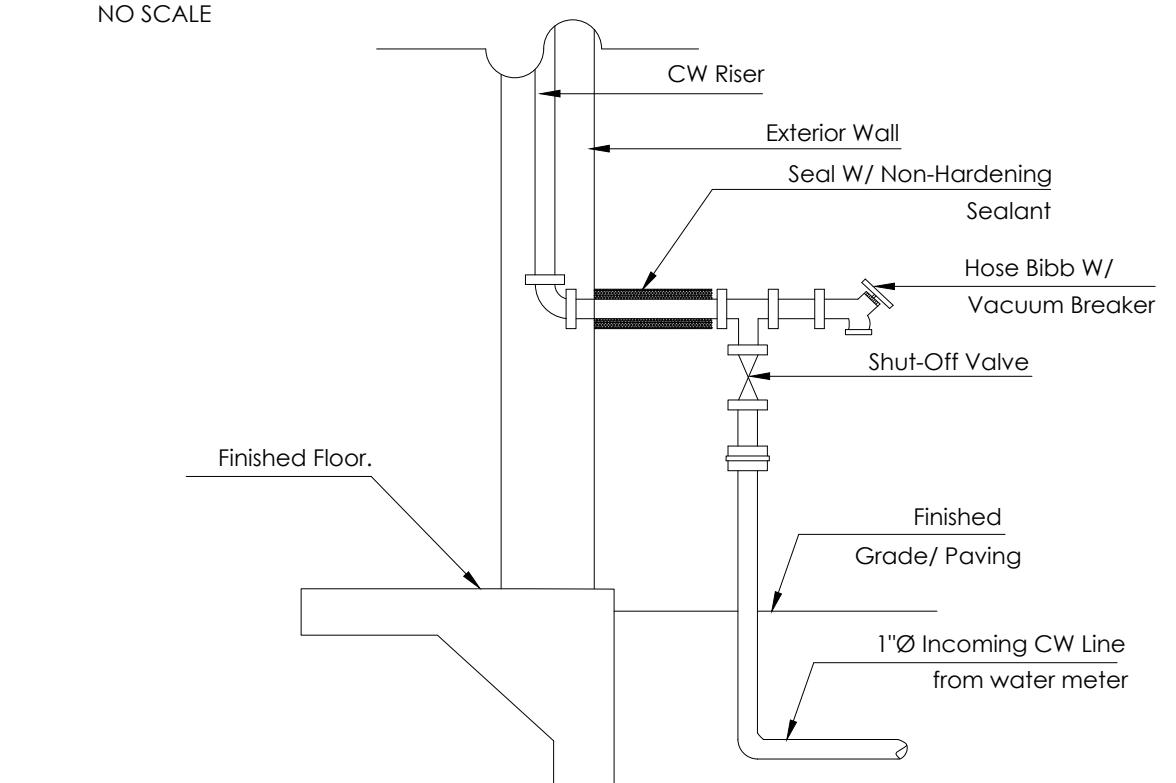 NO SCALE
CW Riser
Exterior Wall
Seal W/ Non-Hardening
Sealant
Hose Bibb W/
Vacuum Breaker
Shut-Off Valve
Finished Floor.
Finished
Grade/ Paving
1"Ø Incoming CW Line
from water meter